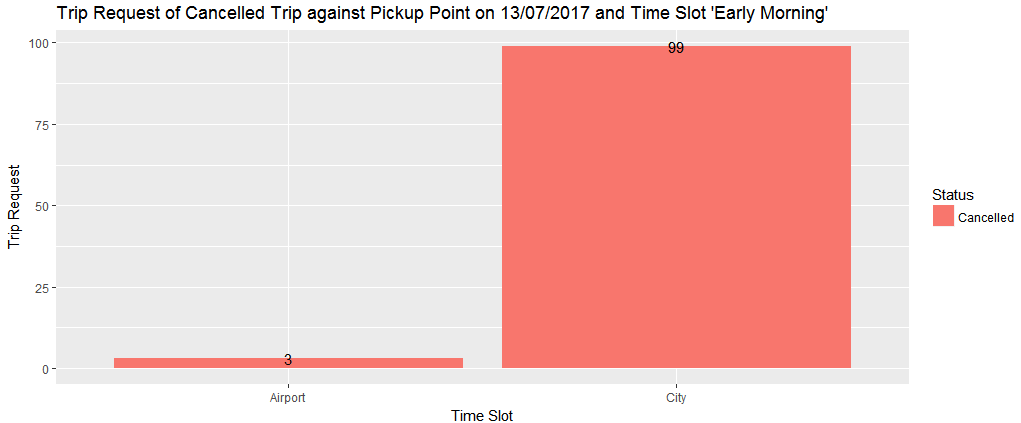 Trip Request of Cancelled Trip against Pickup Point on 13/07/2017 and Time Slot 'Early Morning'
Trip Request
100
75
50
25
0
99
3
Airport
City
Time Slot
Status
Cancelled